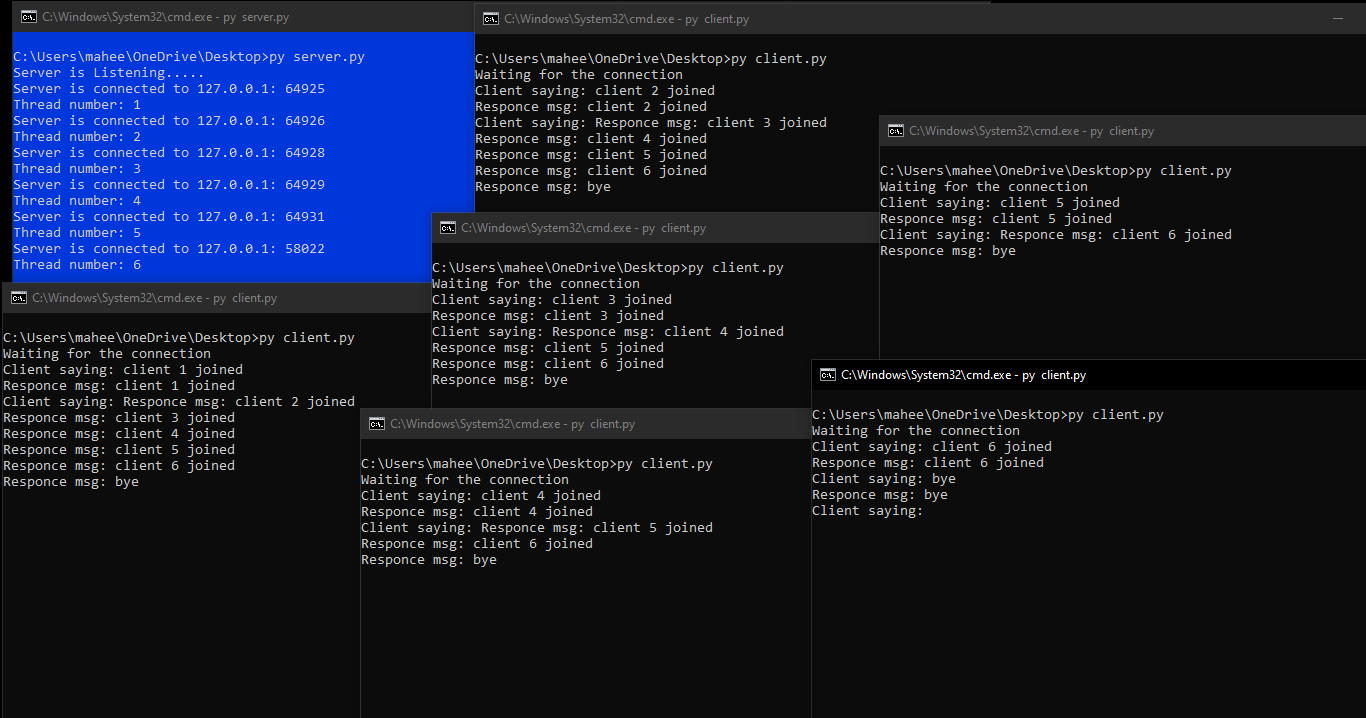 C:\Windows\System32\cmd.exe - py  server.py
C:\Users\mahee\OneDrive\Desktop>py server.py
Server is Listening.....
Server is connected to 127.0.0.1: 64925
Thread number: 1
Server is connected to 127.0.0.1: 64926
Thread number: 2
Server is connected to 127.0.0.1: 64928
Thread number: 3
Server is connected to 127.0.0.1: 64929
Thread number: 4
Server is connected to 127.0.0.1: 64931
Thread number: 5
Server is connected to 127.0.0.1: 58022
Thread number: 6
C:\Windows\System32\cmd.exe - py  client.py
C:\Users\mahee\OneDrive\Desktop>py client.py
Waiting for the connection
Client saying: client 2 joined
Responce msg: client 2 joined
Client saying: Responce msg: client 3 joined
Responce msg: client 4 joined
Responce msg: client 5 joined
Responce msg: client 6 joined
Responce msg: bye
C:\Windows\System32\cmd.exe - py  client.py
C:\Users\mahee\OneDrive\Desktop>py client.py
Waiting for the connection
Client saying: client 5 joined
Responce msg: client 5 joined
Client saying: Responce msg: client 6 joined
Responce msg: bye
C:\Windows\System32\cmd.exe - py  client.py
C:\Users\mahee\OneDrive\Desktop>py client.py
Waiting for the connection
Client saying: client 3 joined
Responce msg: client 3 joined
Client saying: Responce msg: client 4 joined
Responce msg: client 5 joined
Responce msg: client 6 joined
Responce msg: bye
C:\Windows\System32\cmd.exe - py  client.py
C:\Users\mahee\OneDrive\Desktop>py client.py
Waiting for the connection
Client saying: client 1 joined
Responce msg: client 1 joined
Client saying: Responce msg: client 2 joined
Responce msg: client 3 joined
Responce msg: client 4 joined
Responce msg: client 5 joined
Responce msg: client 6 joined
Responce msg: bye
C:\Windows\System32\cmd.exe - py  client.py
C:\Users\mahee\OneDrive\Desktop>py client.py
Waiting for the connection
Client saying: client 4 joined
Responce msg: client 4 joined
Client saying: Responce msg: client 5 joined
Responce msg: client 6 joined
Responce msg: bye
C:\Windows\System32\cmd.exe - py  client.py
C:\Users\mahee\OneDrive\Desktop>py client.py
Waiting for the connection
Client saying: client 6 joined
Responce msg: client 6 joined
Client saying: bye
Responce msg: bye
Client saying: